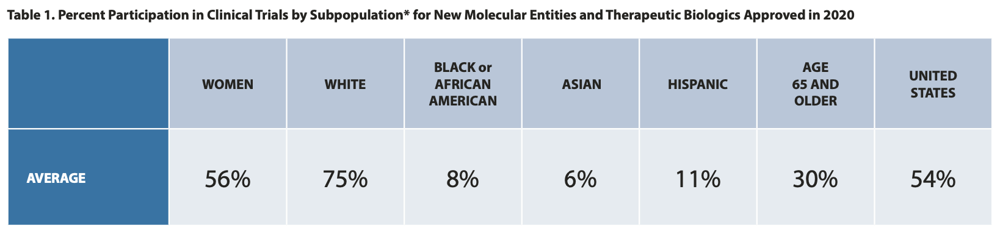 Table 1. Percent Participation in Clinical Trials by Subpopulation* for New Molecular Entities and Therapeutic Biologics Approved in 2020
WOMEN
WHITE
BLACK or
AFRICAN
AMERICAN
ASIAN
HISPANIC
AGE
65 AND
OLDER
UNITED
STATES
AVERAGE
56%
75%
8%
6%
11%
30%
54%